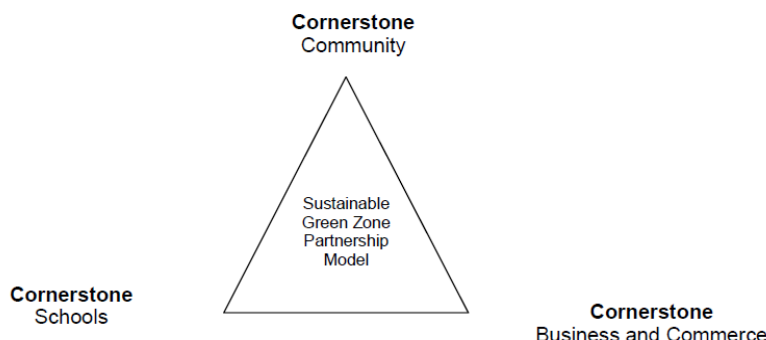 Cornerstone
Community
Sustainable
Green Zone
Partnership
Model
Cornerstone
Schools
Cornerstone
Business and Commerce